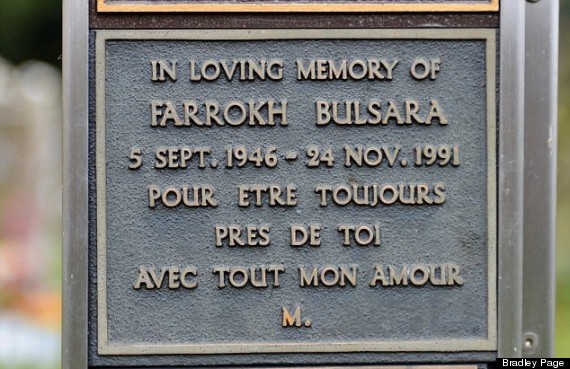 IN LOVING MEMORY OF
FARROKH BULSARA
5 SEPT. 1946 - 24 NOV. 1991
POUR ETRE TOUJOURS
PRES DE TOI
AVEC TOUT MON AMOUR
M.
Bradley Page